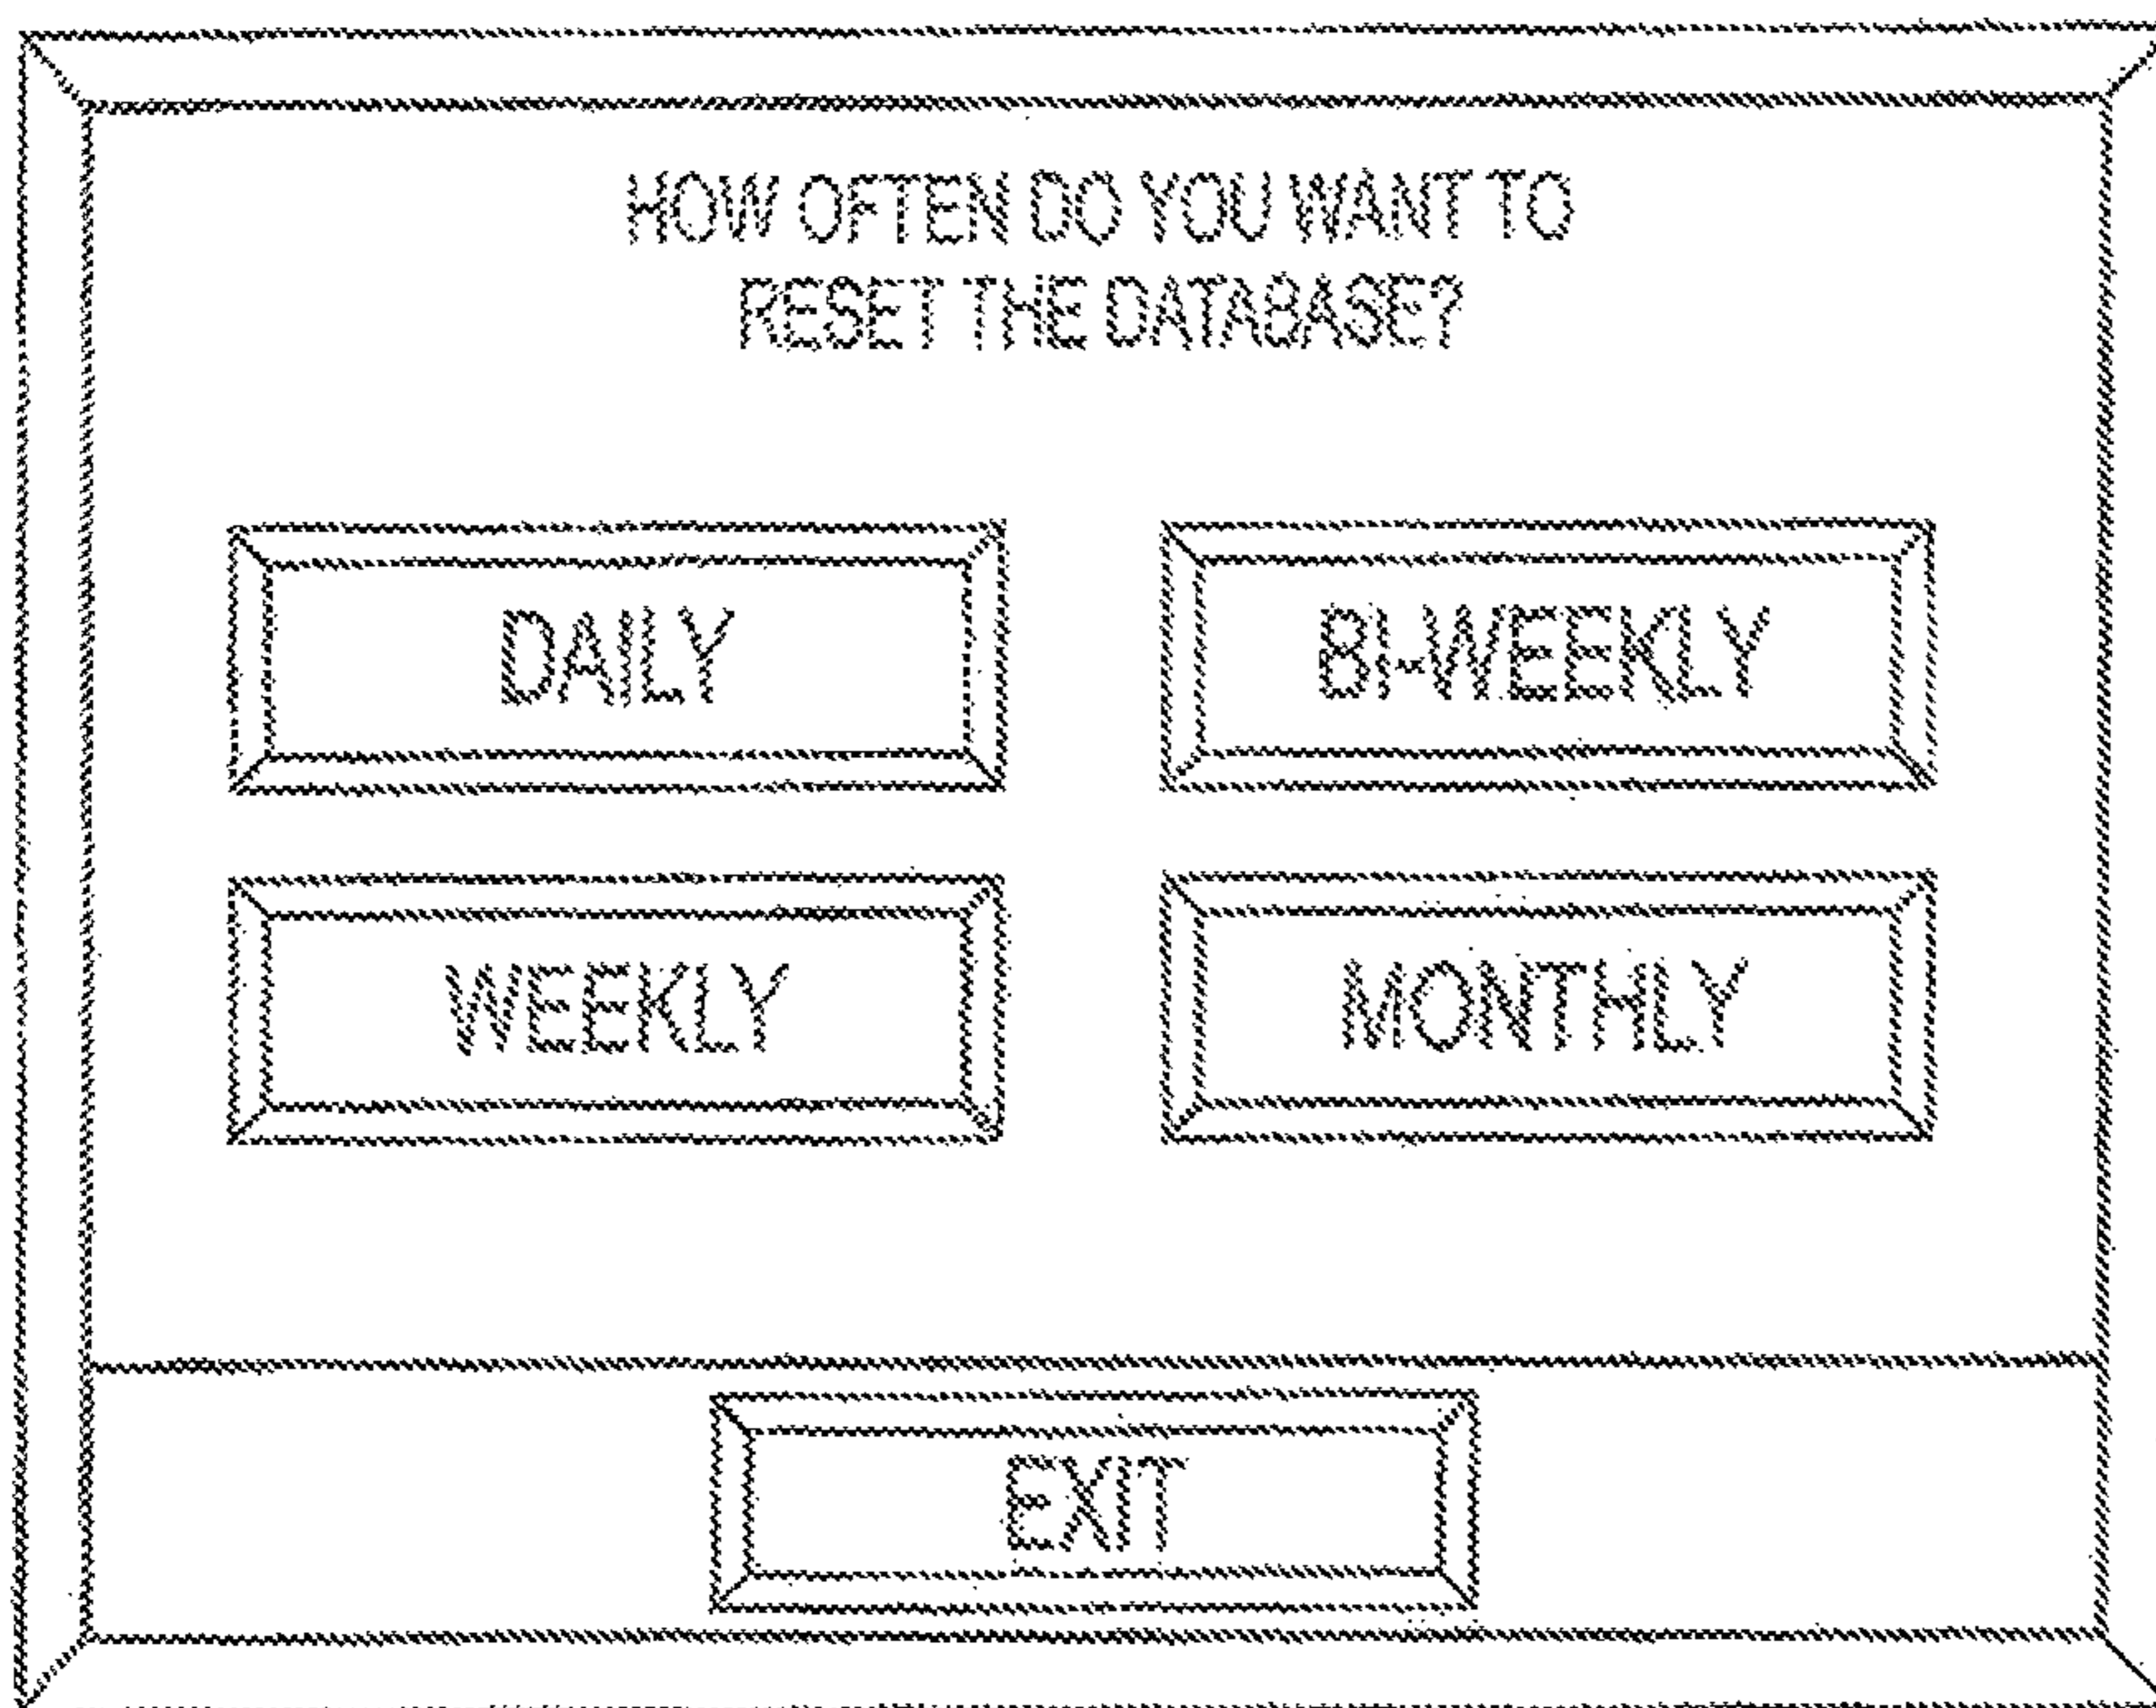 HOW OFTEN DO YOU WANT TO
RESET THE DATABASE?
DAILY
BI-WEEKLY
WEEKLY
MONTHLY
EXIT